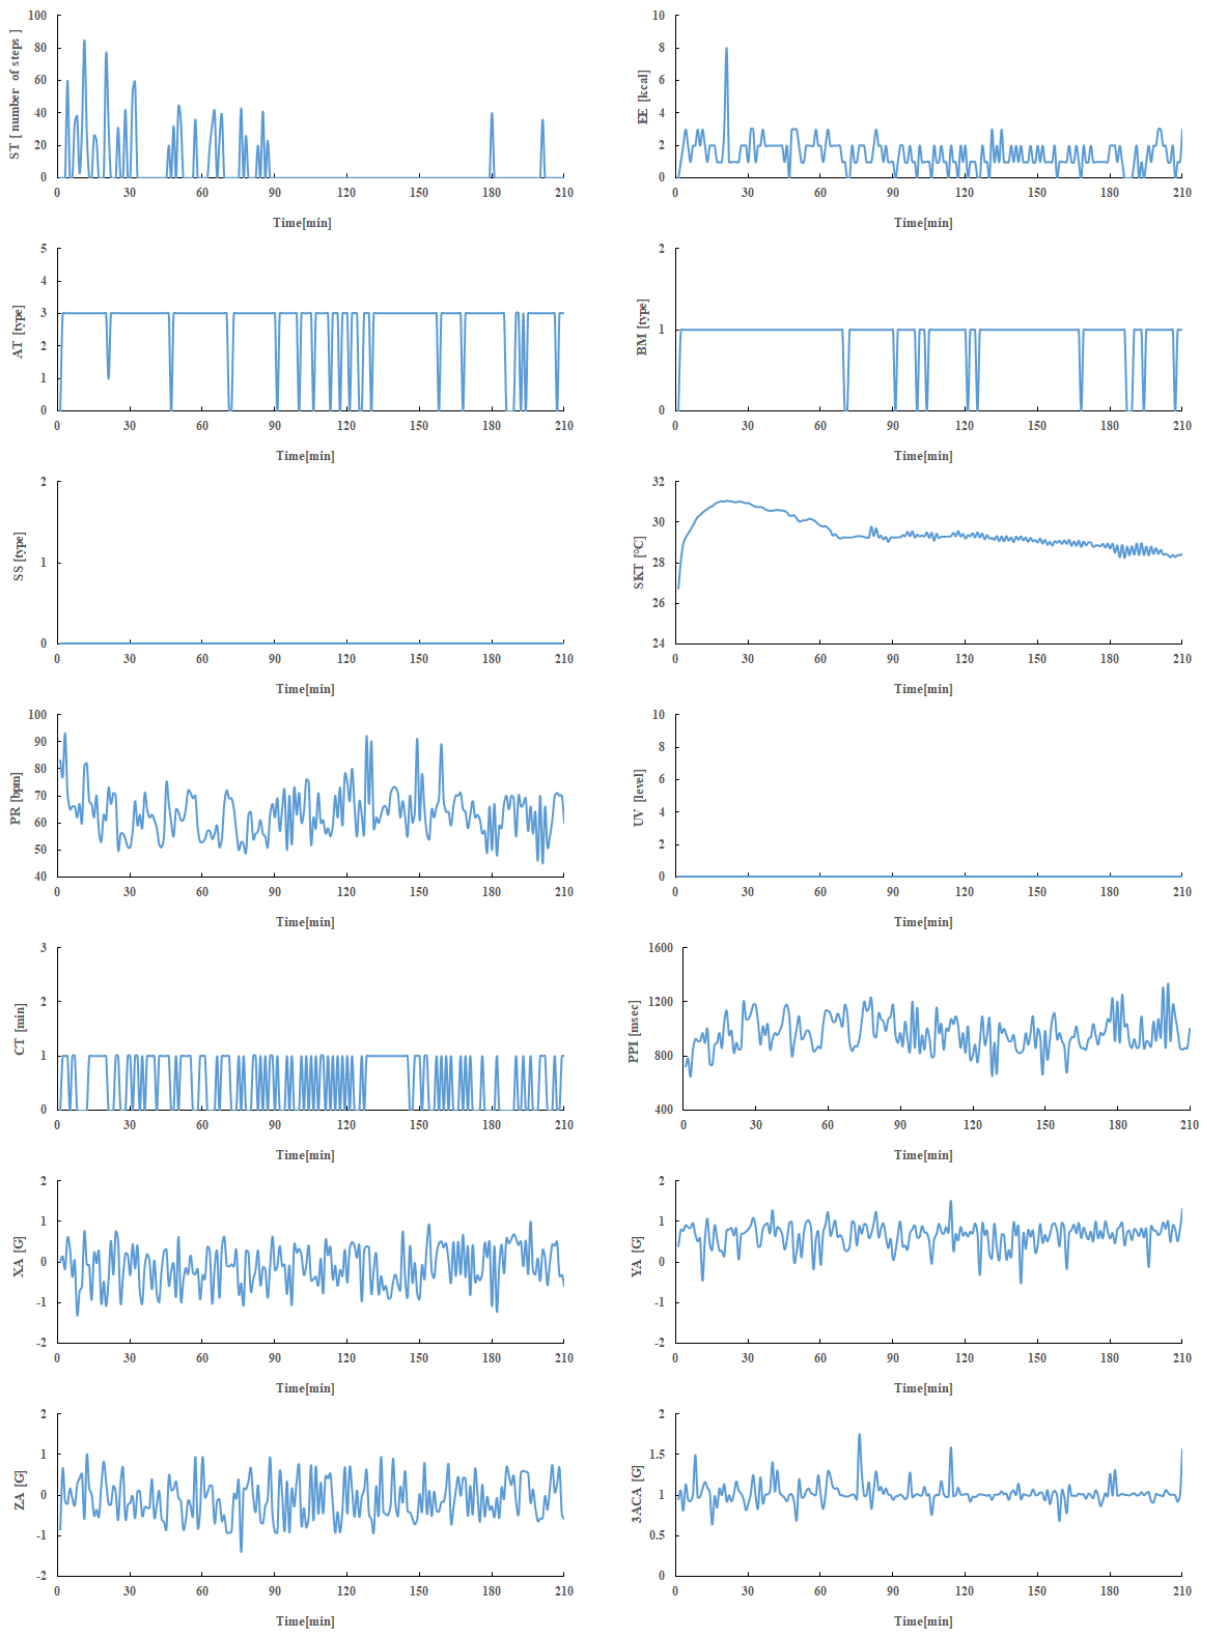 ST [ number of steps ]
100
80
60
40
20
0
0 30 60 90 120 150 180 210
Time[min]
EE [kcal]
10
8
6
4
2
0
0 30 60 90 120 150 180 210
Time[min]
AT [type]
5
4
3
2
1
0
0 30 60 90 120 150 180 210
Time[min]
BM [type]
2
1
0
0 30 60 90 120 150 180 210
Time[min]
SS [type]
2
1
0
0 30 60 90 120 150 180 210
Time[min]
SKT [℃]
32
30
28
26
24
0 30 60 90 120 150 180 210
Time[min]
PR [bpm]
100
90
80
70
60
50
40
0 30 60 90 120 150 180 210
Time[min]
UV [level]
10
8
6
4
2
0
0 30 60 90 120 150 180 210
Time[min]
CT [min]
3
2
1
0
0 30 60 90 120 150 180 210
Time[min]
PPI [msec]
1600
1200
800
400
0 30 60 90 120 150 180 210
Time[min]
XA [G]
2
1
0
-1
-2
0 30 60 90 120 150 180 210
Time[min]
YA [G]
2
1
0
-1
-2
0 30 60 90 120 150 180 210
Time[min]
ZA [G]
2
1
0
-1
-2
0 30 60 90 120 150 180 210
Time[min]
3ACA [G]
2
1.5
1
0.5
0
0 30 60 90 120 150 180 210
Time[min]